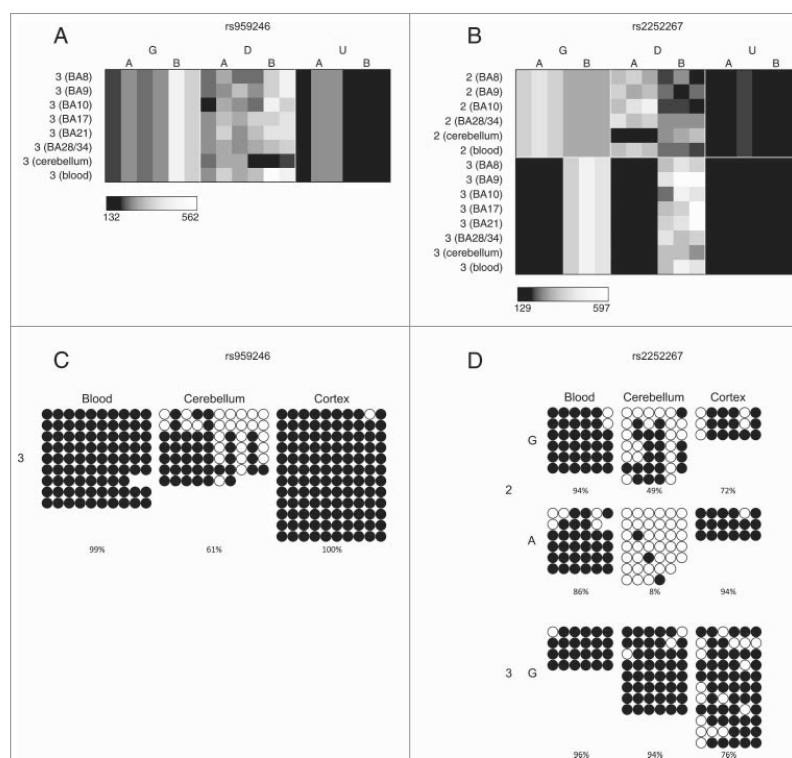 A
rs959246
G D U
A B A B A B
3 (BA8)
3 (BA9)
3 (BA10)
3 (BA17)
3 (BA21)
3 (BA28/34)
3 (cerebellum)
3 (blood)
132 562
B
rs2252267
G D U
A B A B A B
2 (BA8)
2 (BA9)
2 (BA10)
2 (BA28/34)
2 (cerebellum)
2 (blood)
3 (BA8)
3 (BA9)
3 (BA10)
3 (BA17)
3 (BA21)
3 (BA28/34)
3 (cerebellum)
3 (blood)
129 597
C
rs959246
Blood Cerebellum Cortex
3
99% 61% 100%
D
rs2252267
Blood Cerebellum Cortex
G
94% 49% 72%
2
A
86% 8% 94%
3 G
96% 94% 76%